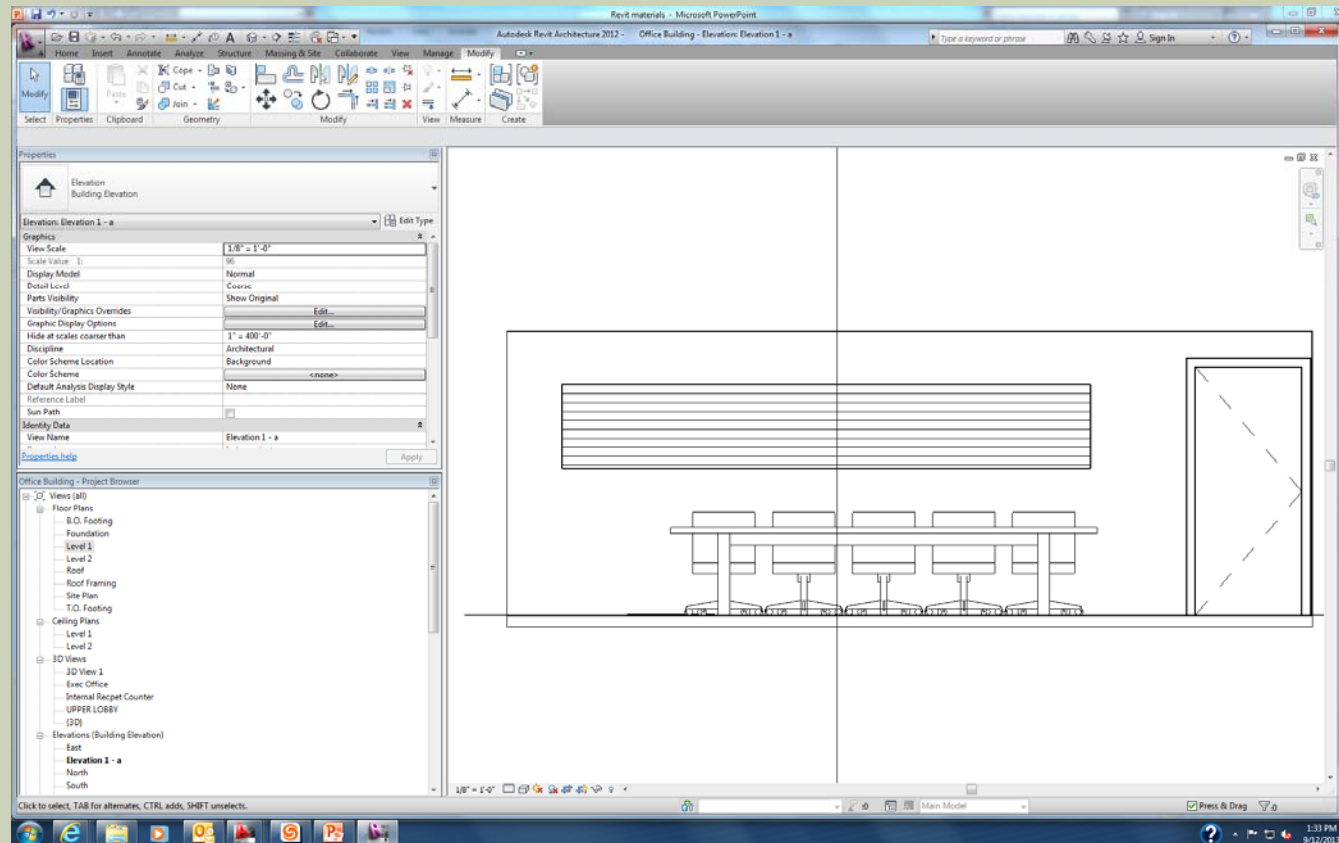 Revit materials - Microsoft PowerPoint
Autodesk Revit Architecture 2012 - Office Building - Elevation: Elevation 1 - a
Type a keyword or phrase
Sign In
Home Insert Annotate Analyze Structure Massing & Site Collaborate View Manage Modify
Modify Paste Cope Cut Join
Select Properties Clipboard Geometry Modify View Measure Create
Properties
Elevation
Building Elevation
Elevation: Elevation 1 - a Edit Type
Graphics
View Scale 1/8" = 1'-0"
Scale Value 1: 96
Display Model Normal
Detail Level Coarse
Parts Visibility Show Original
Visibility/Graphics Overrides Edit...
Graphic Display Options Edit...
Hide at scales coarser than 1" = 400'-0"
Discipline Architectural
Color Scheme Location Background
Color Scheme <none>
Default Analysis Display Style None
Reference Label
Sun Path
Identity Data
View Name Elevation 1 - a
Properties help Apply
Office Building - Project Browser
Views (all)
Floor Plans
B.O. Footing
Foundation
Level 1
Level 2
Roof
Roof Framing
Site Plan
T.O. Footing
Ceiling Plans
Level 1
Level 2
3D Views
3D View 1
Exec Office
Internal Recpet Counter
UPPER LOBBY
{3D}
Elevations (Building Elevation)
East
Elevation 1 - a
North
South
1/8" = 1'-0"
Click to select, TAB for alternates, CTRL adds, SHIFT unselects.
:0 Main Model Press & Drag :0
1:33 PM